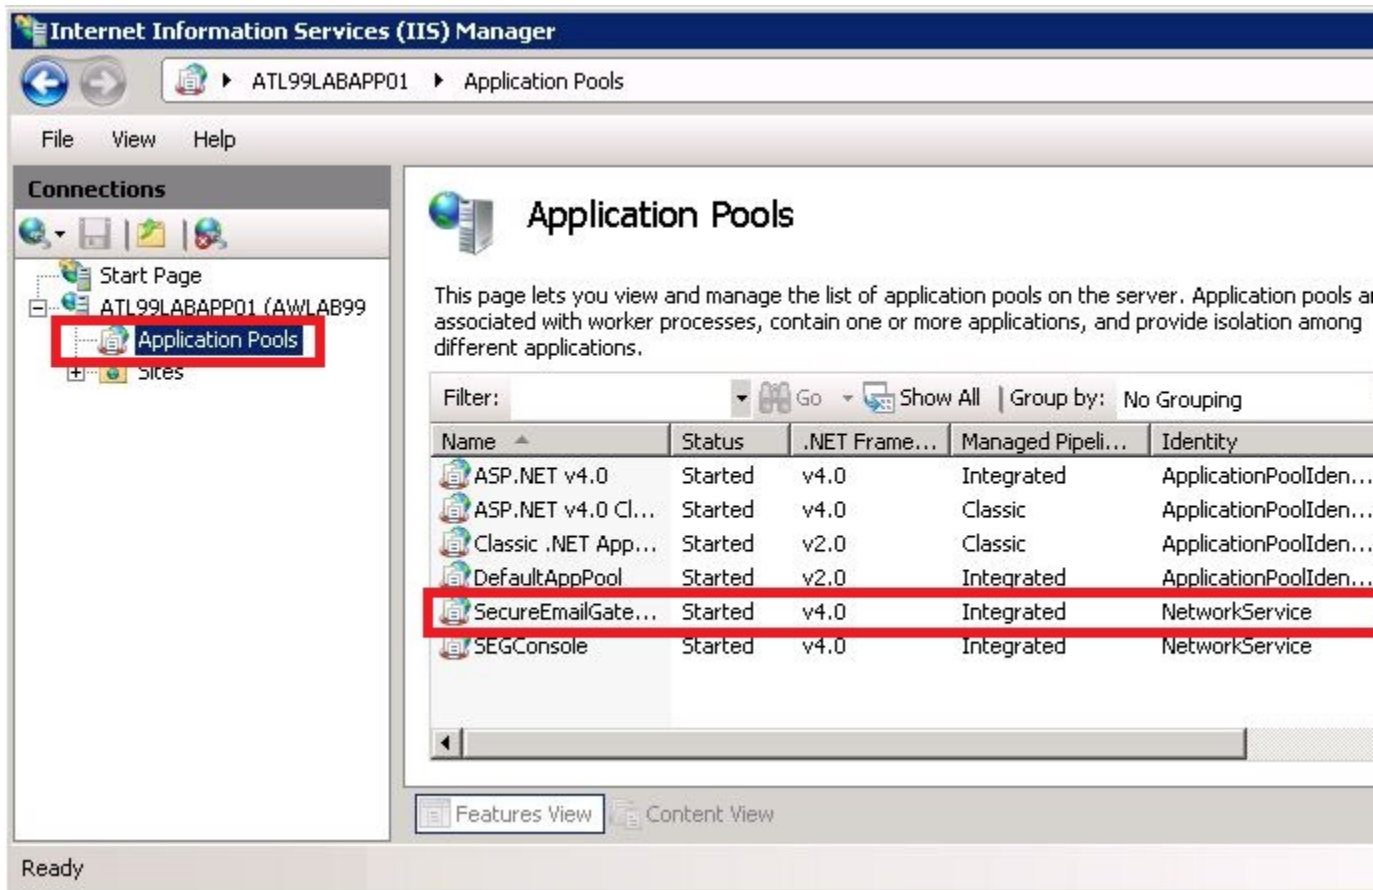 Internet Information Services (IIS) Manager
ATL99LABAPP01 Application Pools
File View Help
Connections
Start Page
ATL99LABAPP01 (AWLAB99
Application Pools
Sites
Application Pools
This page lets you view and manage the list of application pools on the server. Application pools ar
associated with worker processes, contain one or more applications, and provide isolation among
different applications.
Filter: Go Show All Group by: No Grouping
Name Status .NET Frame... Managed Pipeli... Identity
ASP.NET v4.0 Started v4.0 Integrated ApplicationPoolIden...
ASP.NET v4.0 Cl... Started v4.0 Classic ApplicationPoolIden...
Classic .NET App... Started v2.0 Classic ApplicationPoolIden...
DefaultAppPool Started v2.0 Integrated ApplicationPoolIden...
SecureEmailGate... Started v4.0 Integrated NetworkService
SEGConsole Started v4.0 Integrated NetworkService
Features View Content View
Ready